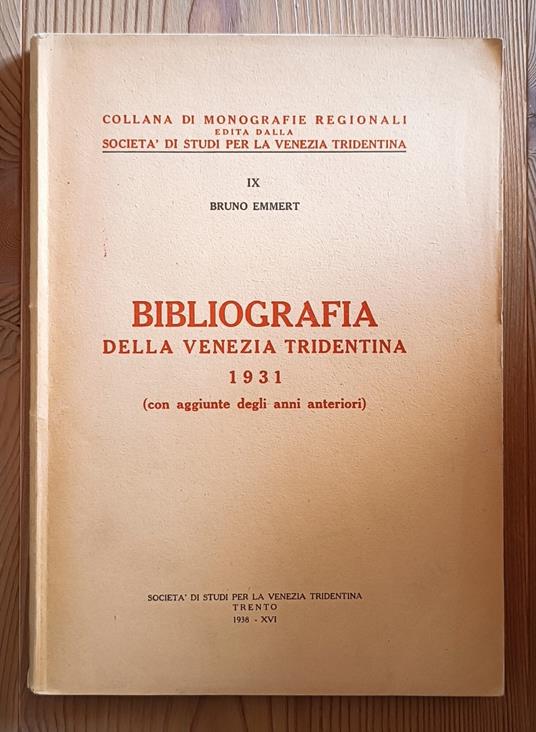 COLLANA DI MONOGRAFIE REGIONALI
EDITA DALLA
SOCIETA' DI STUDI PER LA VENEZIA TRIDENTINA
IX
BRUNO EMMERT
BIBLIOGRAFIA
DELLA VENEZIA TRIDENTINA
1931
(con aggiunte degli anni anteriori)
SOCIETA' DI STUDI PER LA VENEZIA TRIDENTINA
TRENTO
1938 - XVI